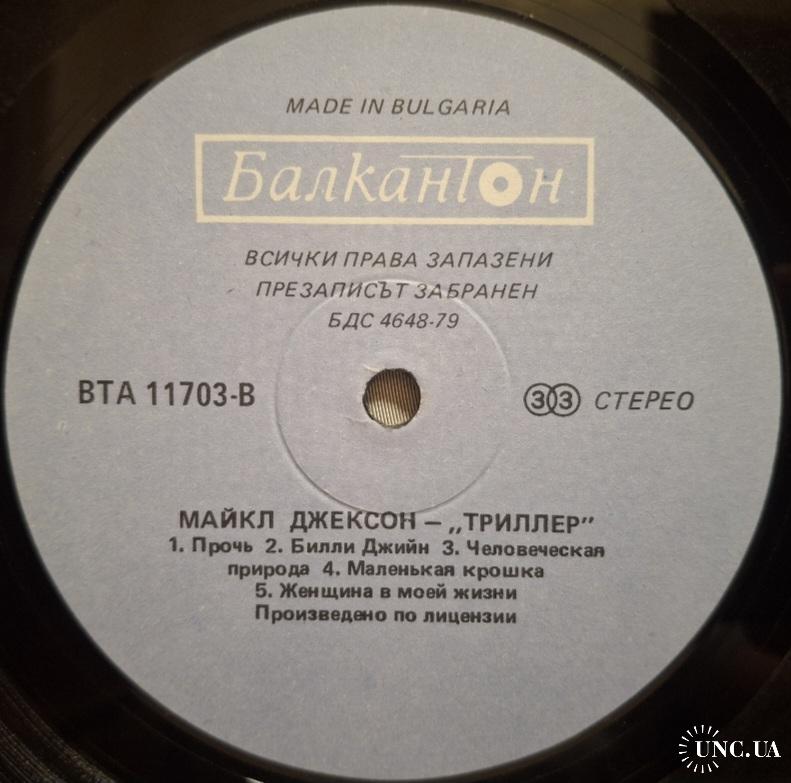 MADE IN BULGARIA
Балкантон
ВСИЧКИ ПРАВА ЗАПАЗЕНИ
ПРЕЗАПИСЪТ ЗАБРАНЕН
БДС 4648-79
ВТА 11703-В
33 СТЕРЕО
МАЙКЛ ДЖЕКСОН – „ТРИЛЛЕР”
1. Прочь 2. Билли Джийн 3. Человеческая
природа 4. Маленькая крошка
5. Женщина в моей жизни
Произведено по лицензии
UNC.UA